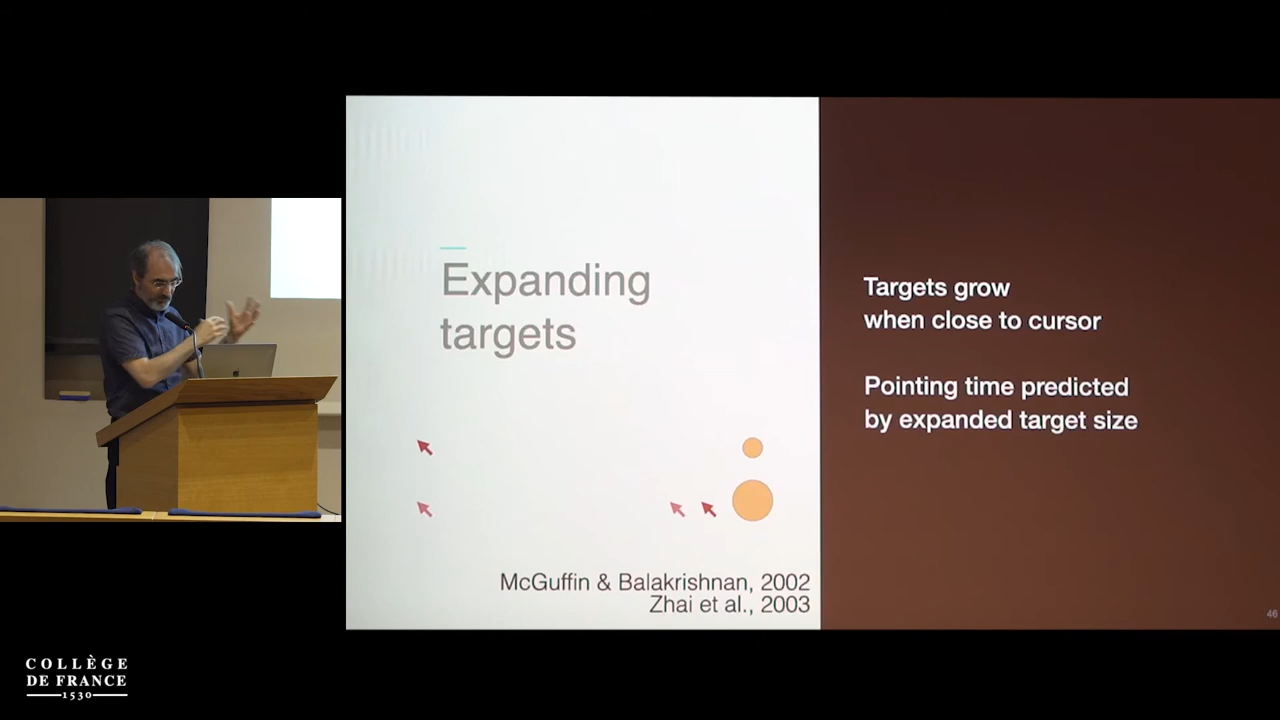 Expanding
targets
McGuffin & Balakrishnan, 2002
Zhai et al., 2003
Targets grow
when close to cursor
Pointing time predicted
by expanded target size
46
COLLÈGE
DE FRANCE
1530